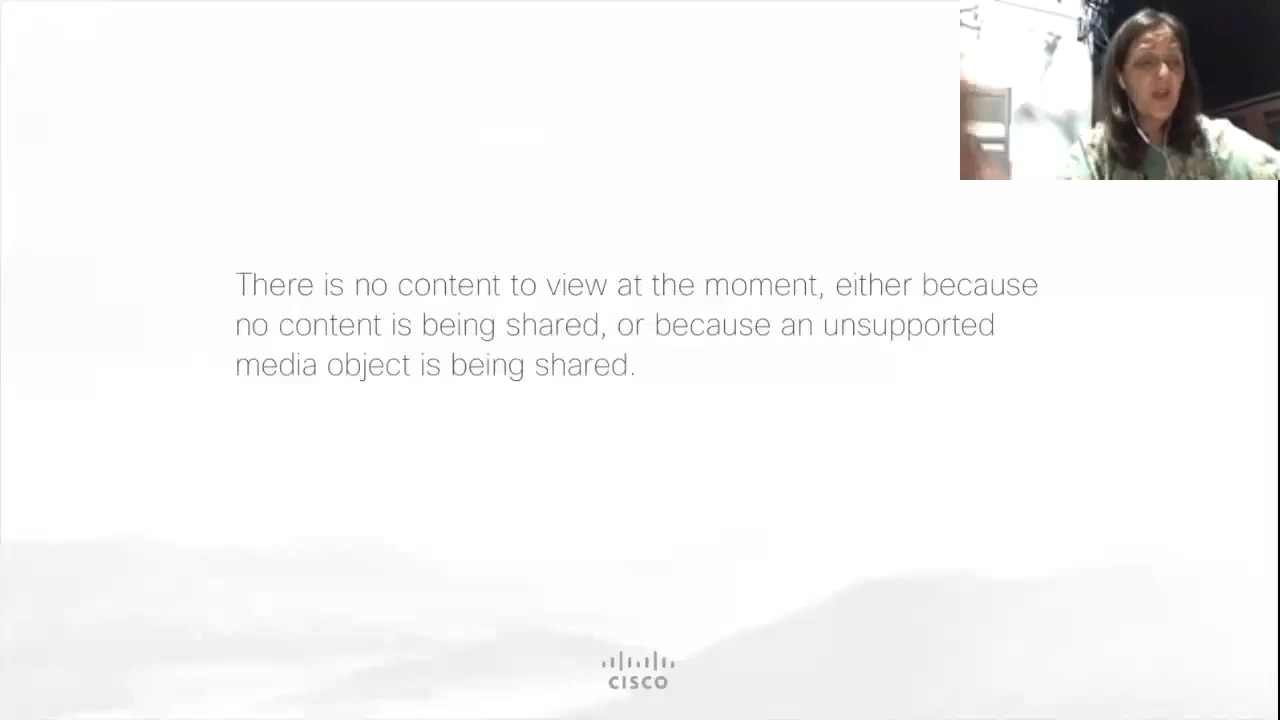 There is no content to view at the moment, either because
no content is being shared, or because an unsupported
media object is being shared.
CISCO